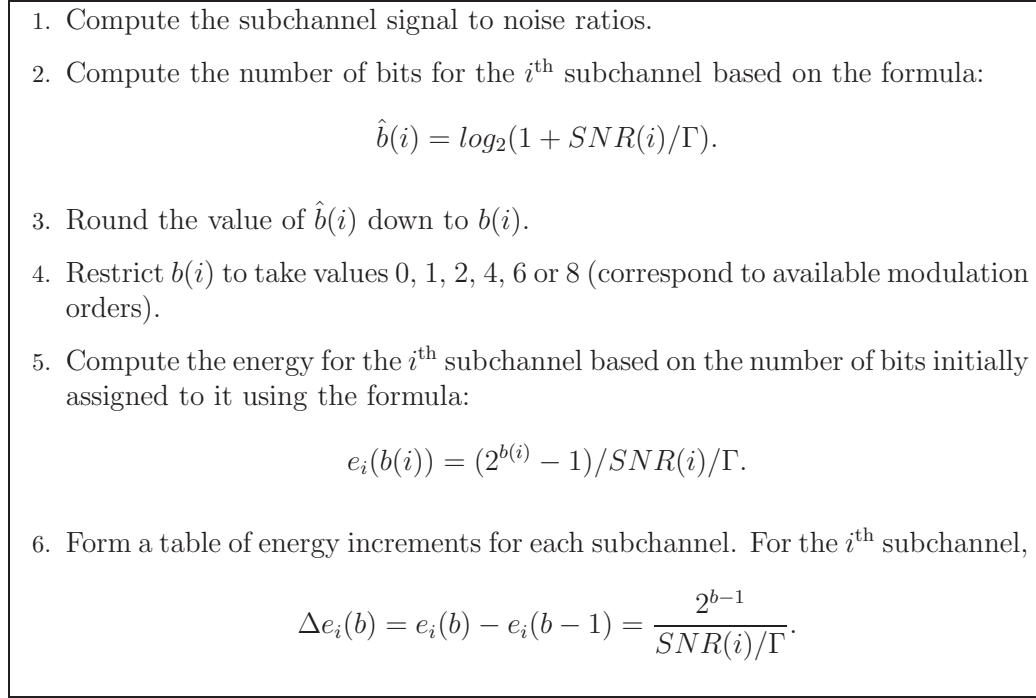 1. Compute the subchannel signal to noise ratios.
2. Compute the number of bits for the i^th subchannel based on the formula:
b̂(i) = log₂(1 + SNR(i)/Γ).
3. Round the value of b̂(i) down to b(i).
4. Restrict b(i) to take values 0, 1, 2, 4, 6 or 8 (correspond to available modulation
orders).
5. Compute the energy for the i^th subchannel based on the number of bits initially
assigned to it using the formula:
e_i(b(i)) = (2^{b(i)} − 1)/SNR(i)/Γ.
6. Form a table of energy increments for each subchannel. For the i^th subchannel,
Δe_i(b) = e_i(b) − e_i(b − 1) = 2^{b−1} / SNR(i)/Γ.